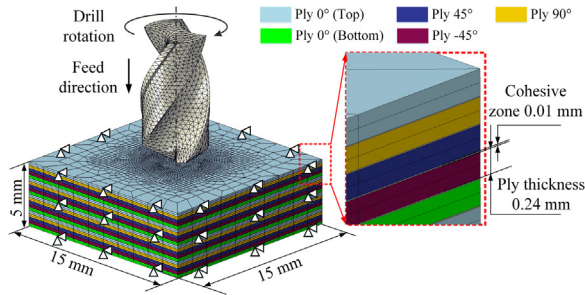 Drill
rotation
Feed
direction
Ply 0° (Top)
Ply 45°
Ply 90°
Ply 0° (Bottom)
Ply -45°
Cohesive
zone 0.01 mm
Ply thickness
0.24 mm
5 mm
15 mm
15 mm